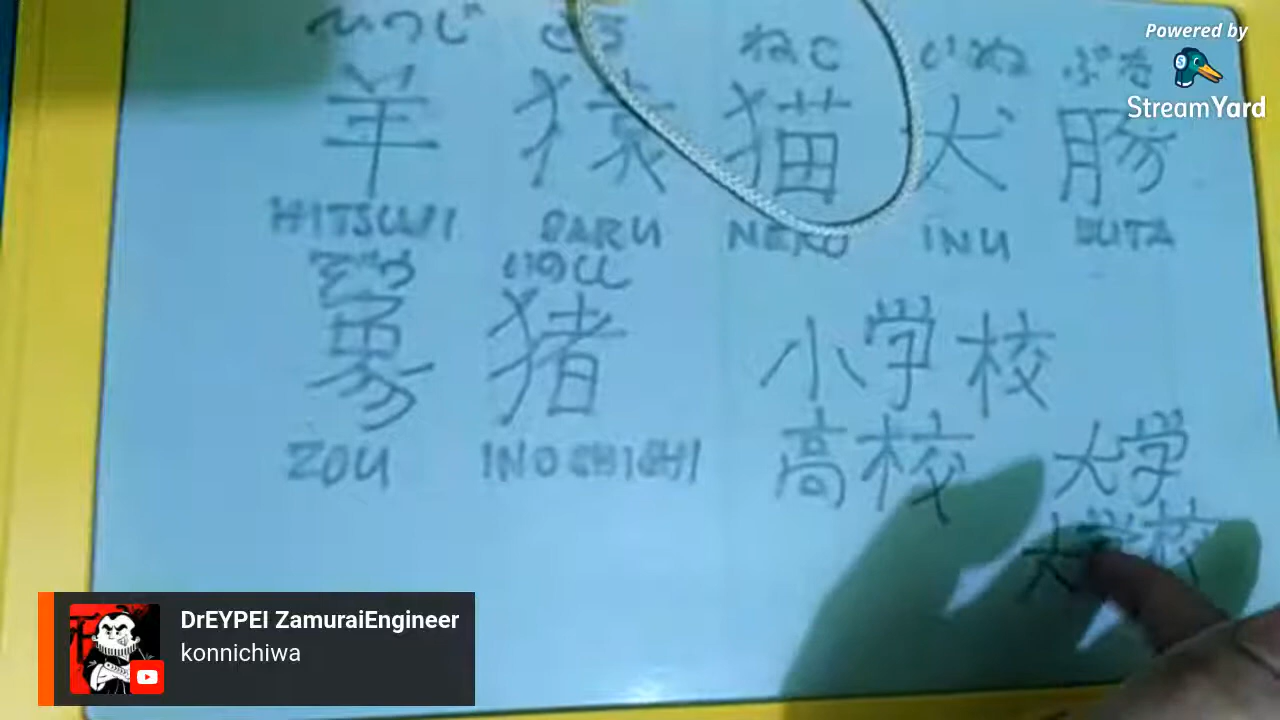 Powered by
StreamYard
ひつじ さる ねこ いぬ ぶた
羊 猿 猫 犬 豚
HITSUJI SARU NEKO INU BUTA
ぞう いのしし
象 猪 小学校
高校 大学
ZOU INOSHISHI
大学校
DrEYPEI ZamuraiEngineer
konnichiwa